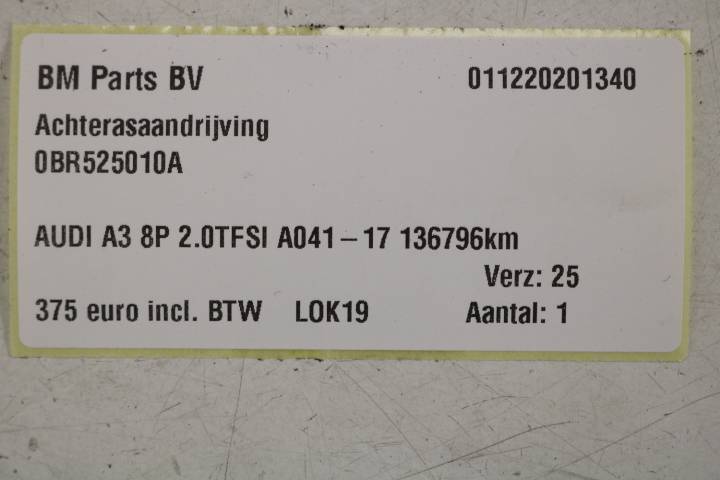 BM Parts BV 011220201340
Achterasaandrijving
0BR525010A
AUDI A3 8P 2.0TFSI A041-17 136796km
Verz: 25
375 euro incl. BTW LOK19 Aantal: 1